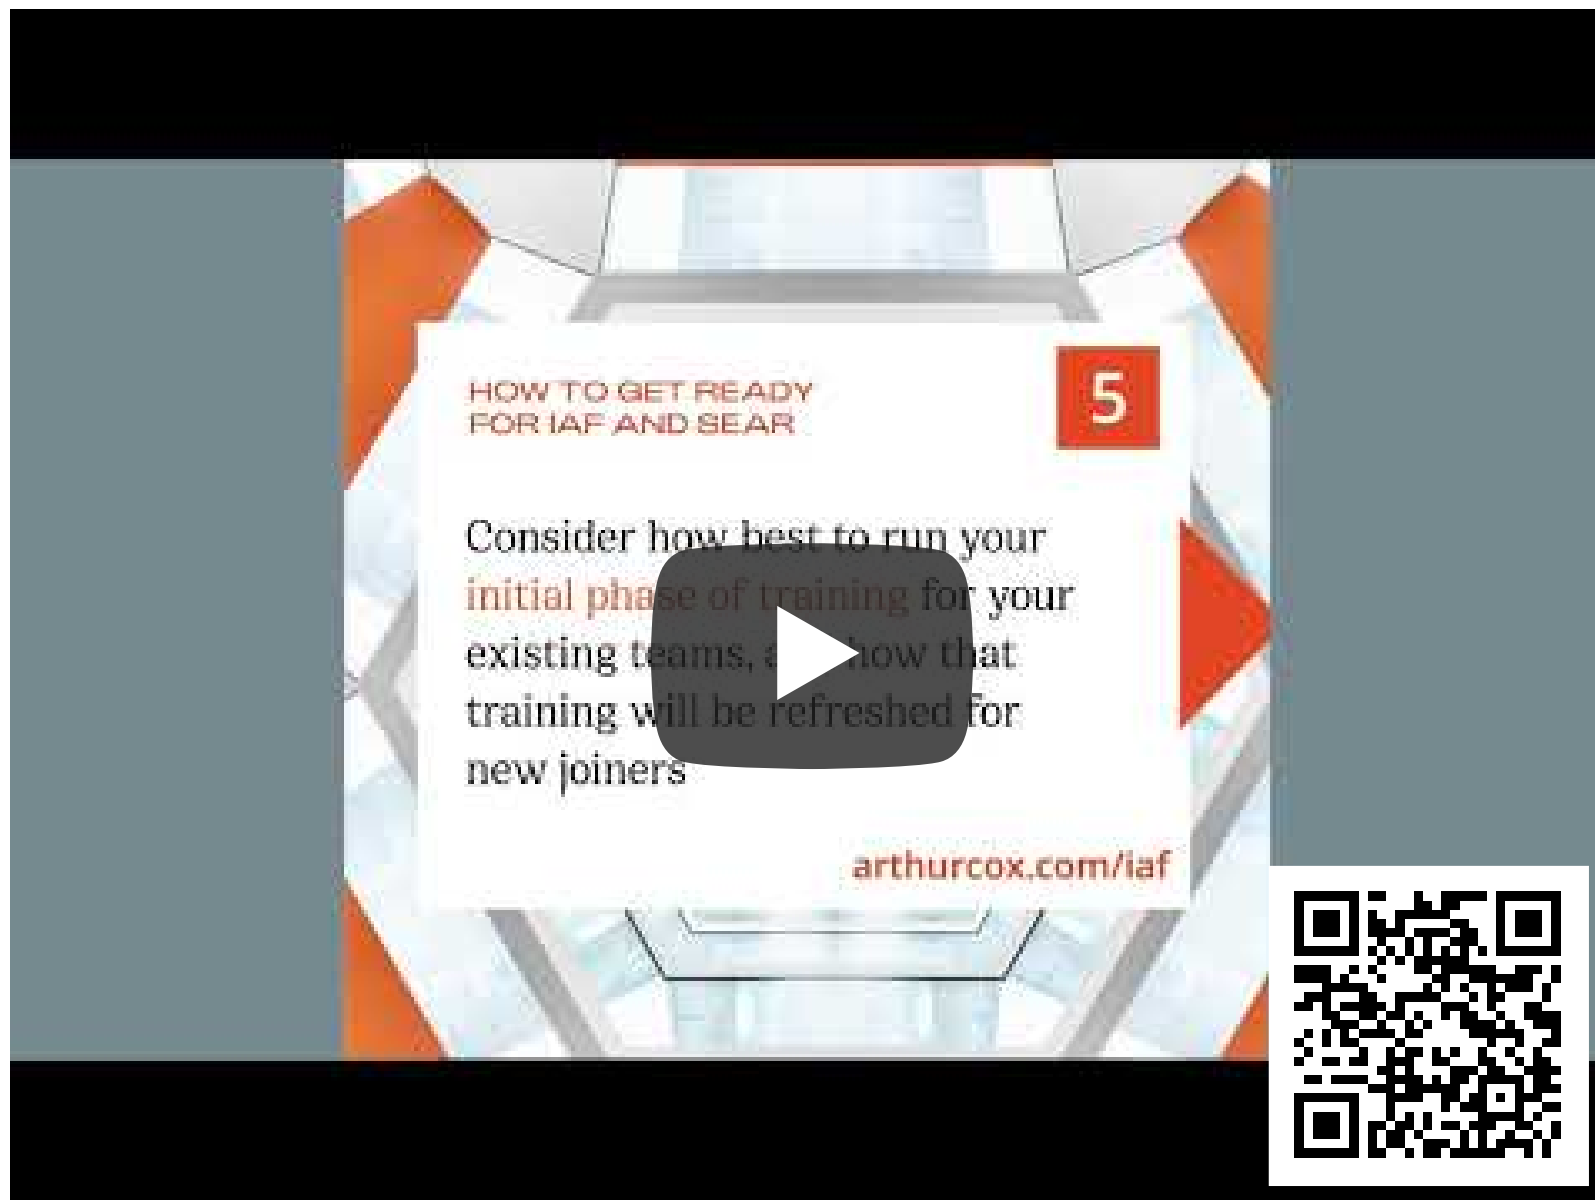 HOW TO GET READY
FOR IAF AND SEAR
5
Consider how best to run your
initial phase of training for your
existing teams, how that
training will be refreshed for
new joiners
arthurcox.com/iaf